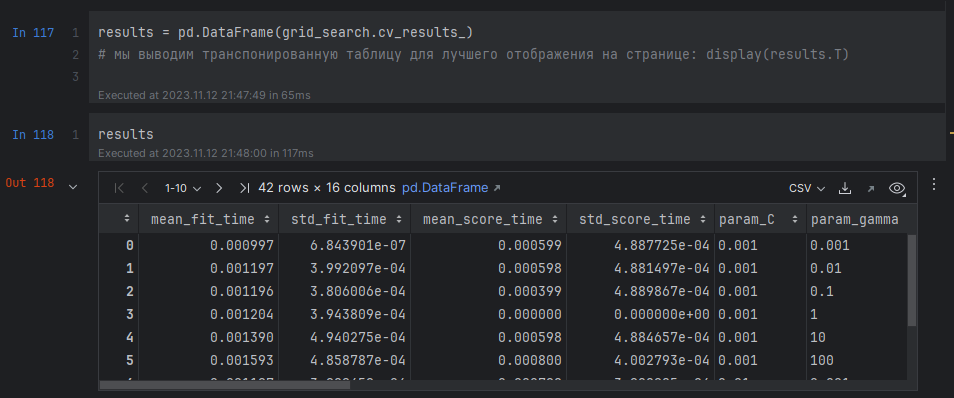 In 117
1 results = pd.DataFrame(grid_search.cv_results_)
2 # мы выводим транспонированную таблицу для лучшего отображения на странице: display(results.T)
3
Executed at 2023.11.12 21:47:49 in 65ms
In 118
1 results
Executed at 2023.11.12 21:48:00 in 117ms
Out 118
1-10 42 rows × 16 columns pd.DataFrame CSV
mean_fit_time std_fit_time mean_score_time std_score_time param_C param_gamma
0 0.000997 6.843901e-07 0.000599 4.887725e-04 0.001 0.001
1 0.001197 3.992097e-04 0.000598 4.881497e-04 0.001 0.01
2 0.001196 3.806006e-04 0.000399 4.889867e-04 0.001 0.1
3 0.001204 3.943809e-04 0.000000 0.000000e+00 0.001 1
4 0.001390 4.940275e-04 0.000598 4.884657e-04 0.001 10
5 0.001593 4.858787e-04 0.000800 4.002793e-04 0.001 100